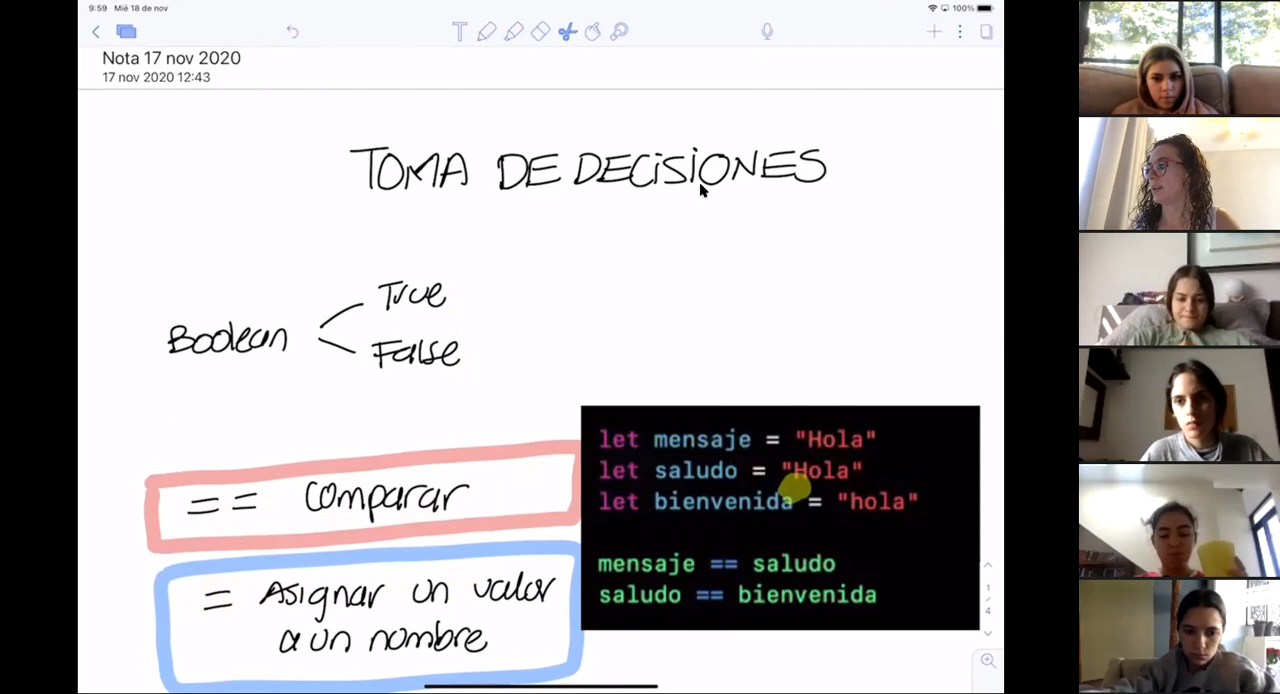 9:59 Mié 18 de nov
100%
Nota 17 nov 2020
17 nov 2020 12:43
TOMA DE DECISIONES
Boolean
True
False
== comparar
= Asignar un valor
a un nombre
let mensaje = "Hola"
let saludo = "Hola"
let bienvenida = "hola"
mensaje == saludo
saludo == bienvenida
1
/
4